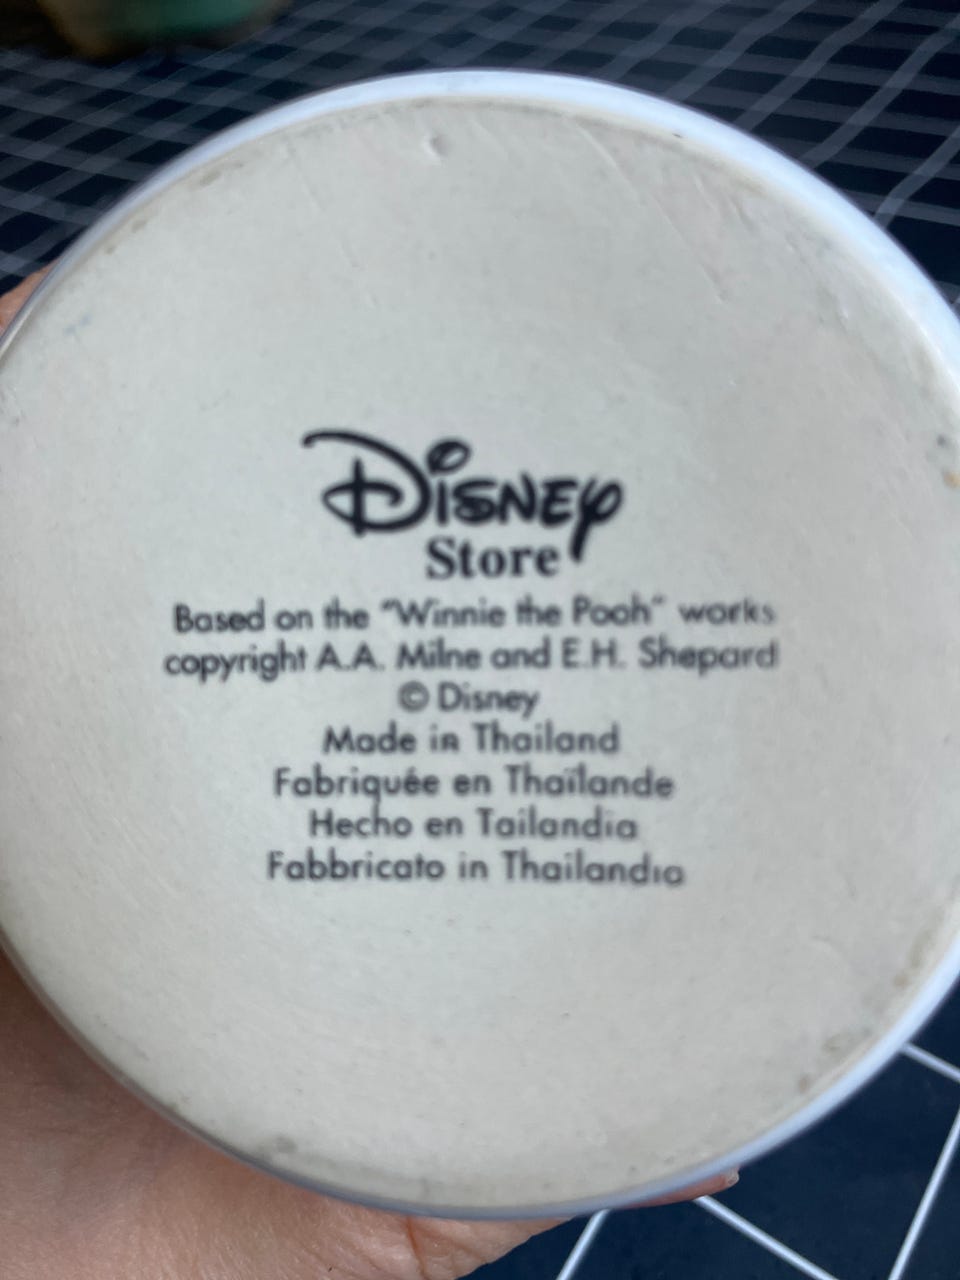 Disney
Store
Based on the "Winnie the Pooh" works
copyright A.A. Milne and E.H. Shepard
© Disney
Made in Thailand
Fabriquée en Thaïlande
Hecho en Tailandia
Fabbricato in Thailandia